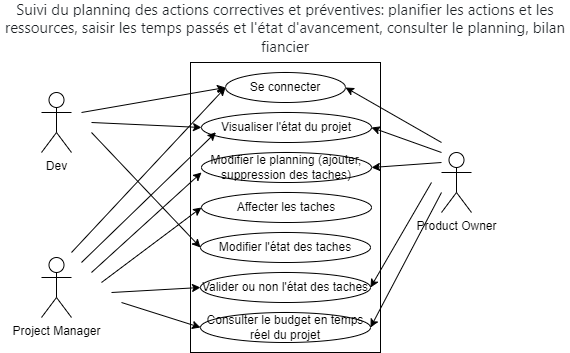 Suivi du planning des actions correctives et préventives: planifier les actions et les
ressources, saisir les temps passés et l'état d'avancement, consulter le planning, bilan
fiancier
Se connecter
Visualiser l'état du projet
Modifier le planning (ajouter,
suppression des taches)
Affecter les taches
Modifier l'état des taches
Valider ou non l'état des taches
Consulter le budget en temps
réel du projet
Dev
Product Owner
Project Manager